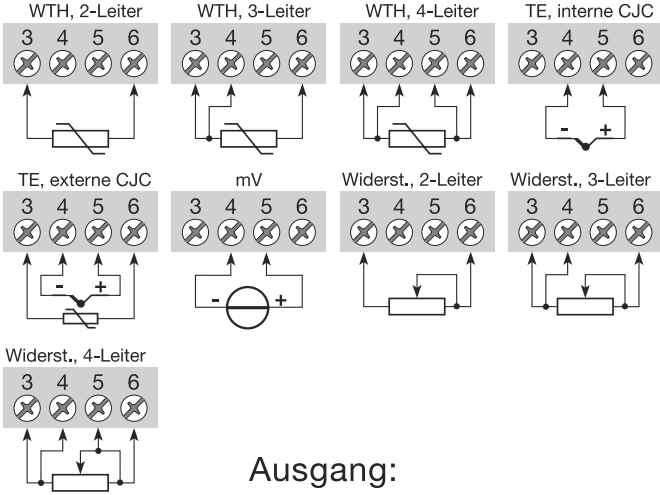 WTH, 2-Leiter WTH, 3-Leiter WTH, 4-Leiter TE, interne CJC
3 4 5 6 3 4 5 6 3 4 5 6 3 4 5 6
- +
TE, externe CJC mV Widerst., 2-Leiter Widerst., 3-Leiter
3 4 5 6 3 4 5 6 3 4 5 6 3 4 5 6
- + - +
Widerst., 4-Leiter
3 4 5 6
Ausgang: